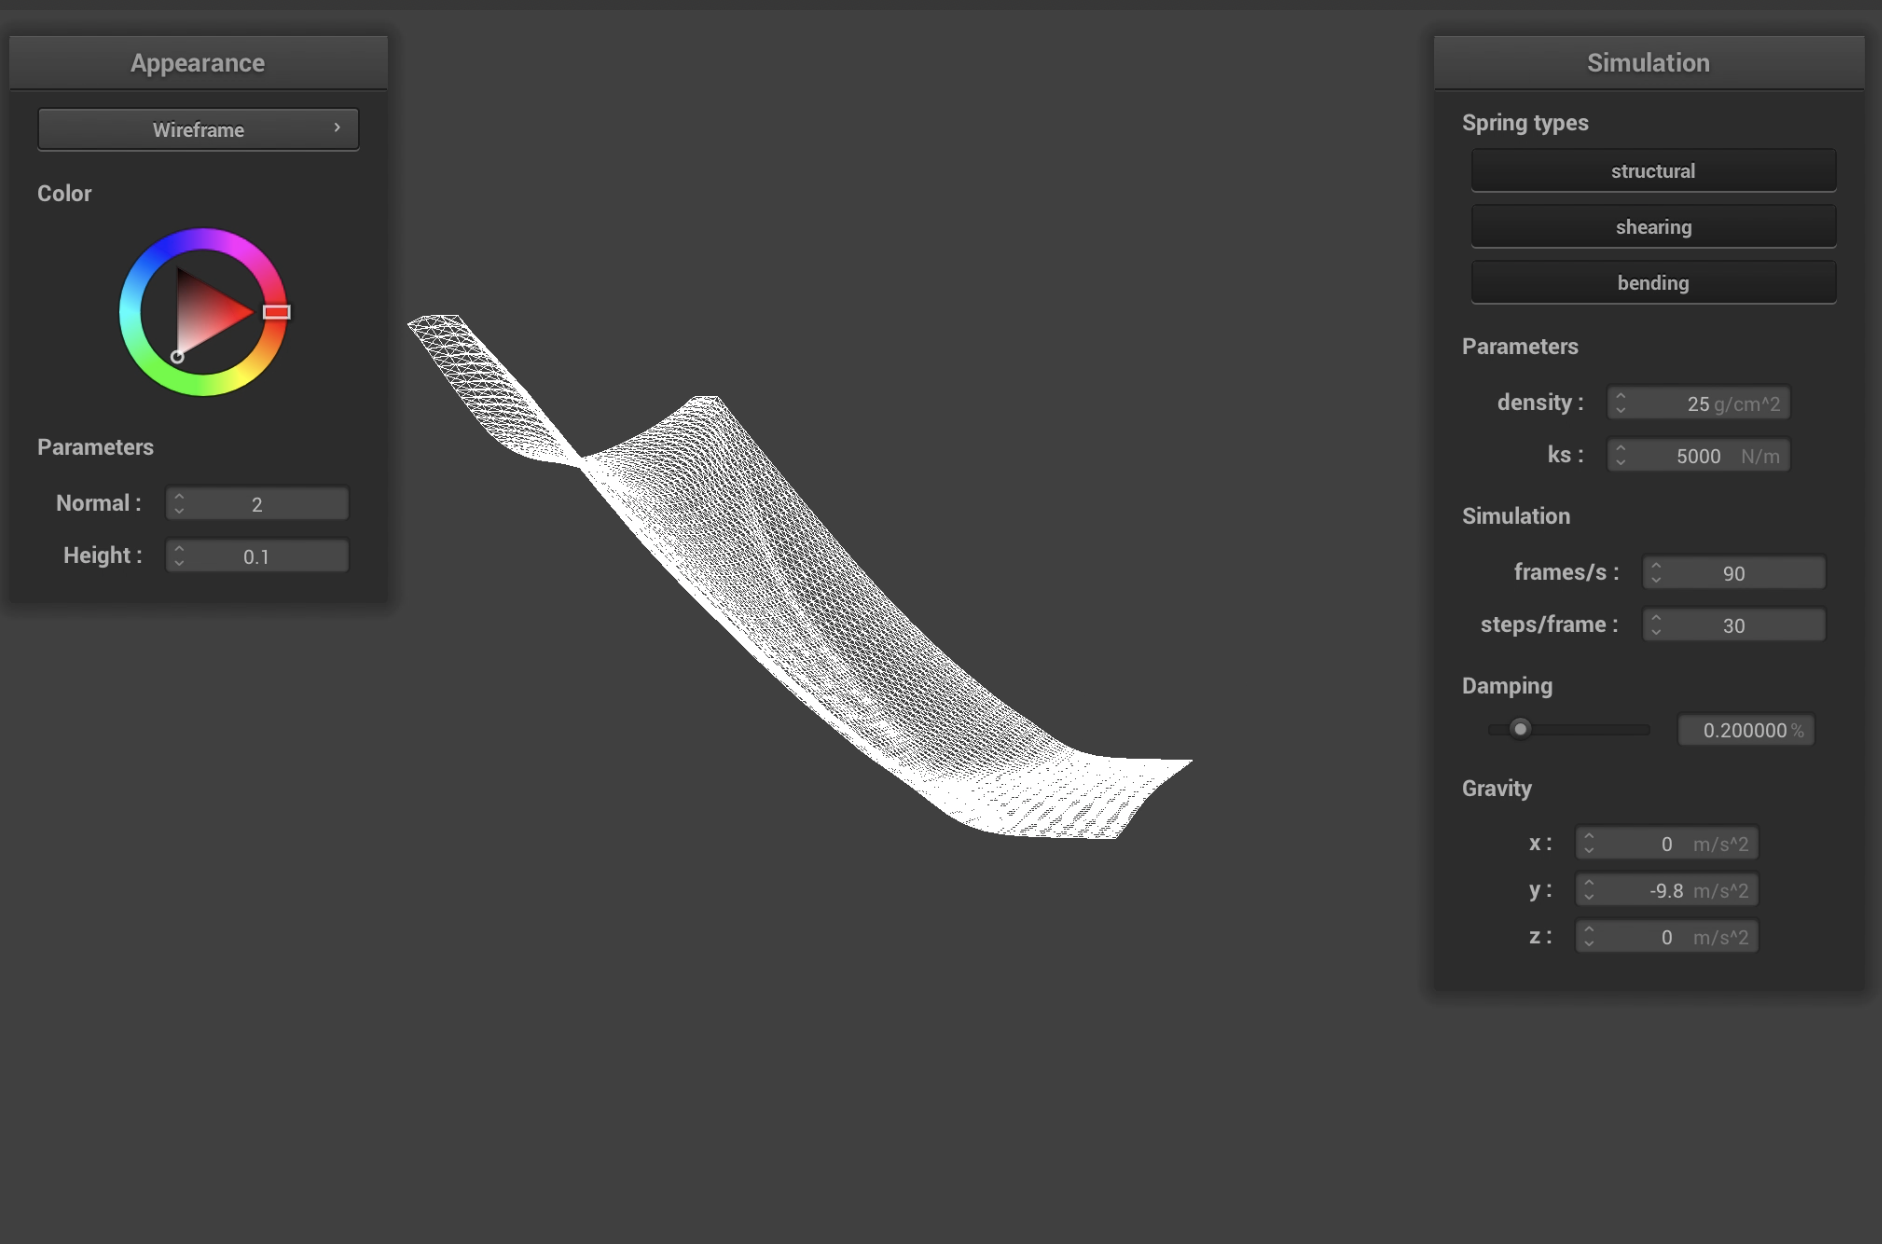 Appearance
Wireframe
Color
Parameters
Normal : 2
Height : 0.1
Simulation
Spring types
structural
shearing
bending
Parameters
density : 25 g/cm^2
ks : 5000 N/m
Simulation
frames/s : 90
steps/frame : 30
Damping
0.200000 %
Gravity
x : 0 m/s^2
y : -9.8 m/s^2
z : 0 m/s^2